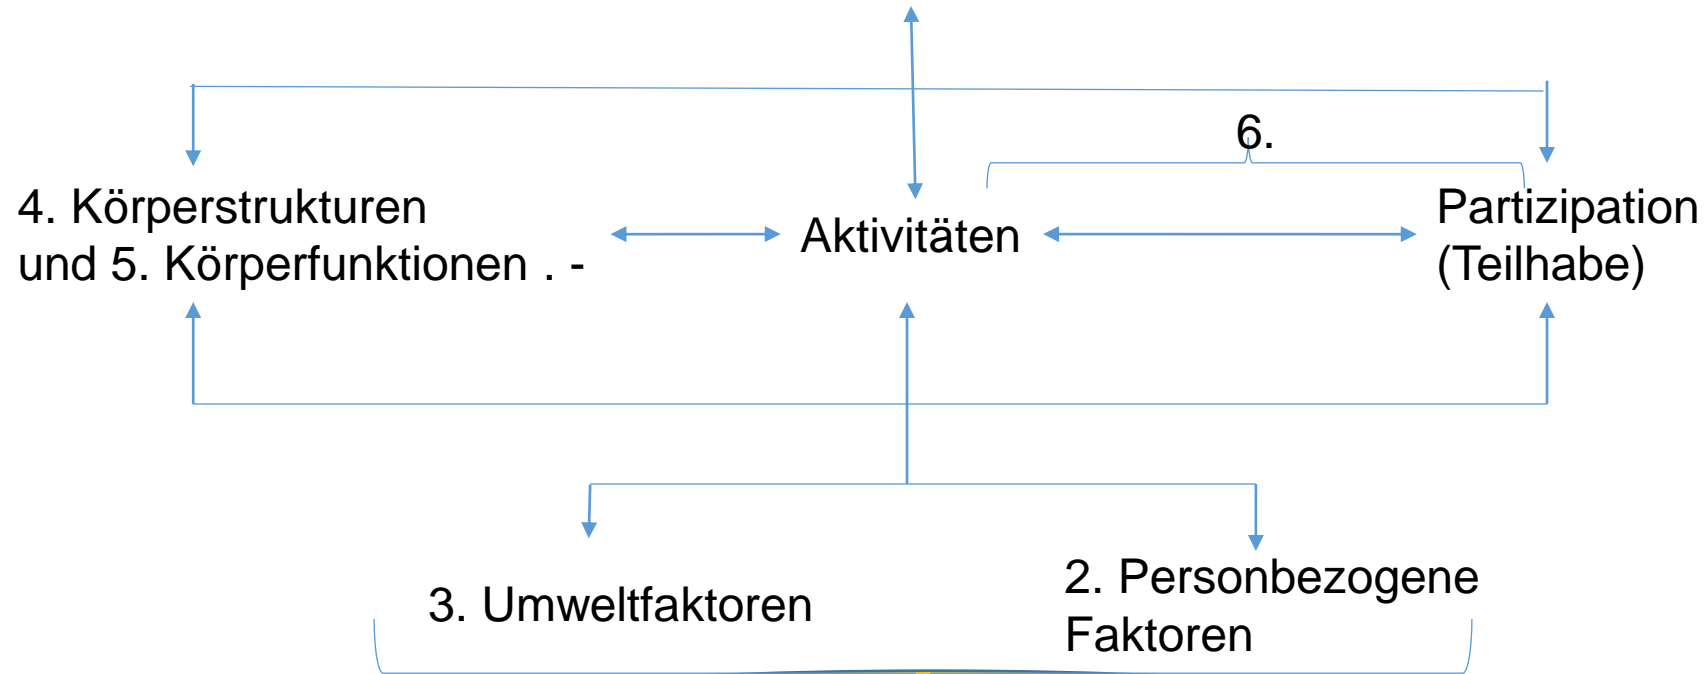 6.
4. Körperstrukturen
und 5. Körperfunktionen . -
Aktivitäten
Partizipation
(Teilhabe)
3. Umweltfaktoren
2. Personbezogene
Faktoren